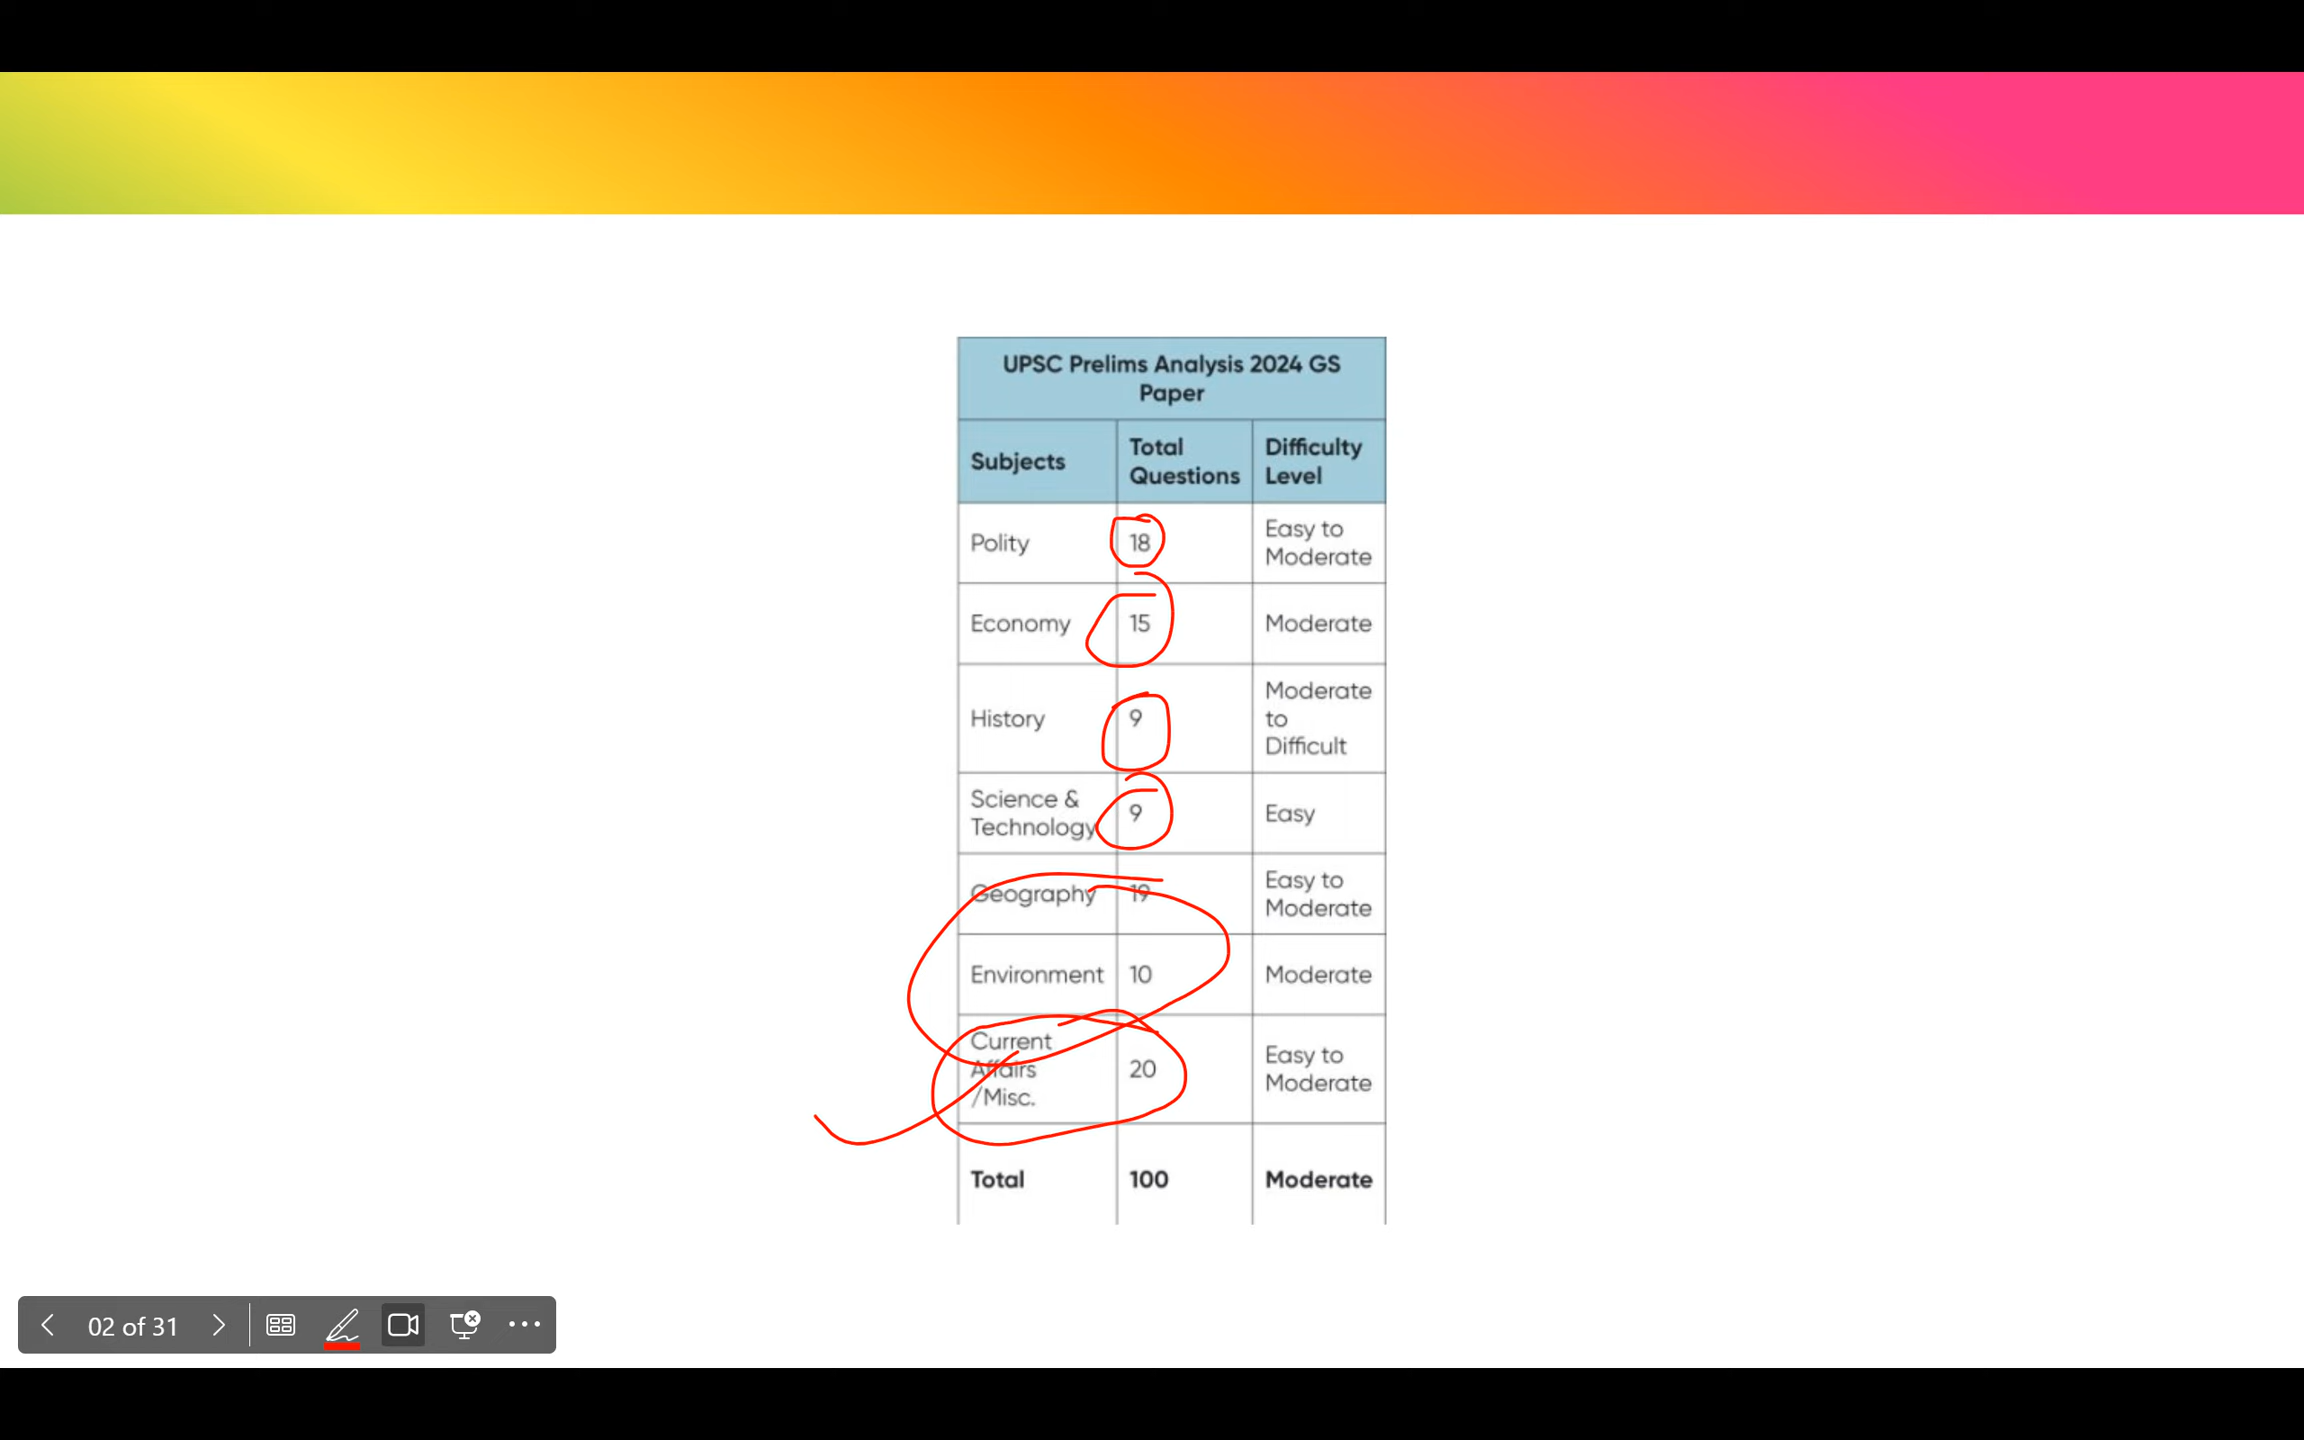 UPSC Prelims Analysis 2024 GS
Paper
Subjects
Total
Questions
Difficulty
Level
Polity
18
Easy to
Moderate
Economy
15
Moderate
History
9
Moderate
to
Difficult
Science &
Technology
9
Easy
Geography
19
Easy to
Moderate
Environment
10
Moderate
Current
Affairs
/Misc.
20
Easy to
Moderate
Total
100
Moderate
02 of 31